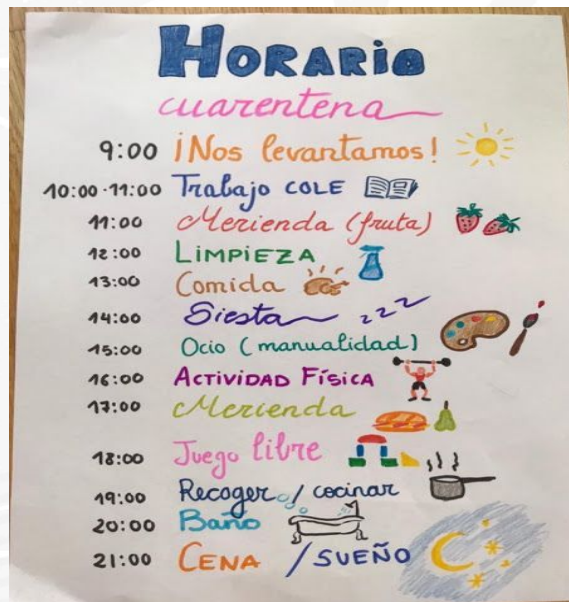 HORARIO
cuarentena
9:00 ¡Nos levantamos!
10:00-11:00 Trabajo COLE
11:00 Merienda (fruta)
12:00 LIMPIEZA
13:00 Comida
14:00 Siesta zzz
15:00 Ocio (manualidad)
16:00 ACTIVIDAD FÍSICA
17:00 Merienda
18:00 Juego libre
19:00 Recoger / cocinar
20:00 Baño
21:00 CENA / SUEÑO